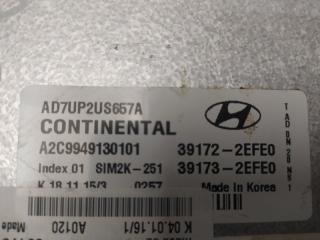 AD7UP2US657A
CONTINENTAL
A2C9949130101 39172-2EFE0
Index 01 SIM2K-251 39173-2EFE0
K 18.11.15/3 0257 Made In Korea
A0120
K 04.01.16/1
Made